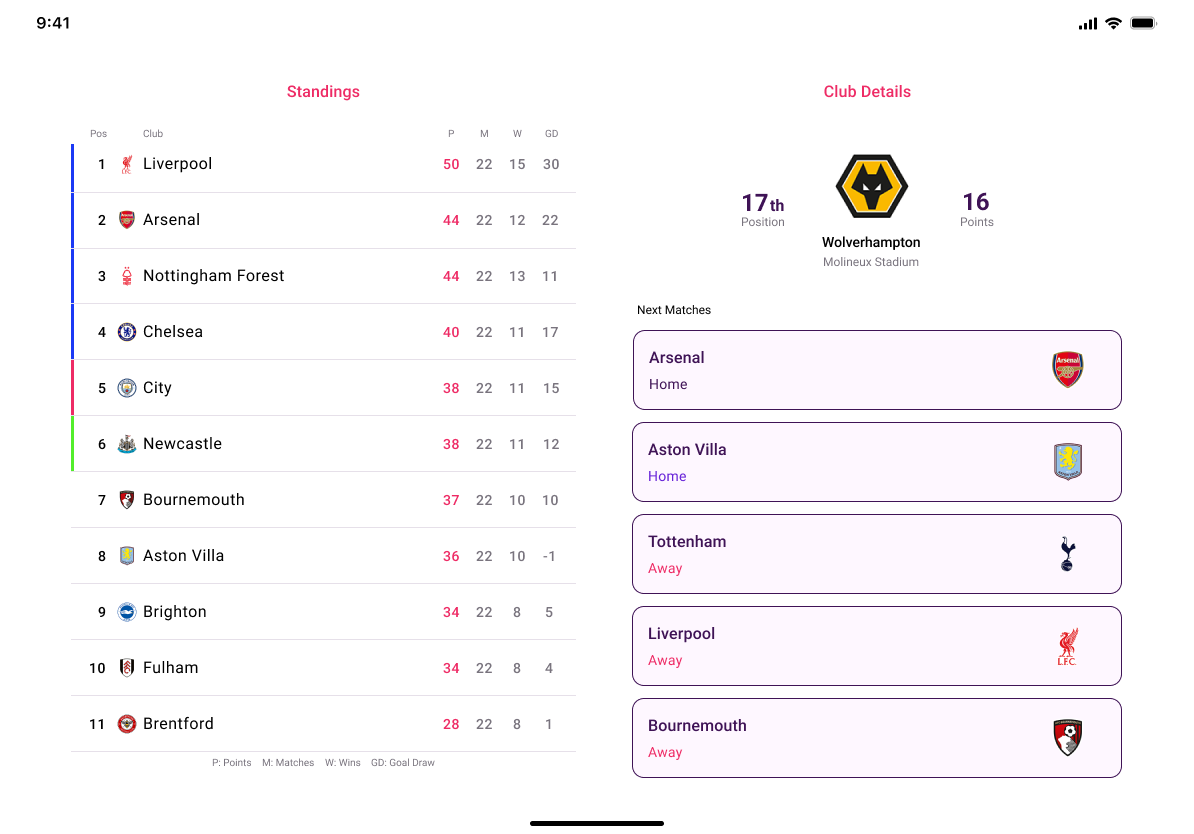 9:41
Standings
Pos Club P M W GD
1 Liverpool 50 22 15 30
2 Arsenal 44 22 12 22
3 Nottingham Forest 44 22 13 11
4 Chelsea 40 22 11 17
5 City 38 22 11 15
6 Newcastle 38 22 11 12
7 Bournemouth 37 22 10 10
8 Aston Villa 36 22 10 -1
9 Brighton 34 22 8 5
10 Fulham 34 22 8 4
11 Brentford 28 22 8 1
P: Points M: Matches W: Wins GD: Goal Draw
Club Details
17th
Position
16
Points
Wolverhampton
Molineux Stadium
Next Matches
Arsenal
Home
Arsenal
Aston Villa
Home
Tottenham
Away
Liverpool
Away
L.F.C.
Bournemouth
Away